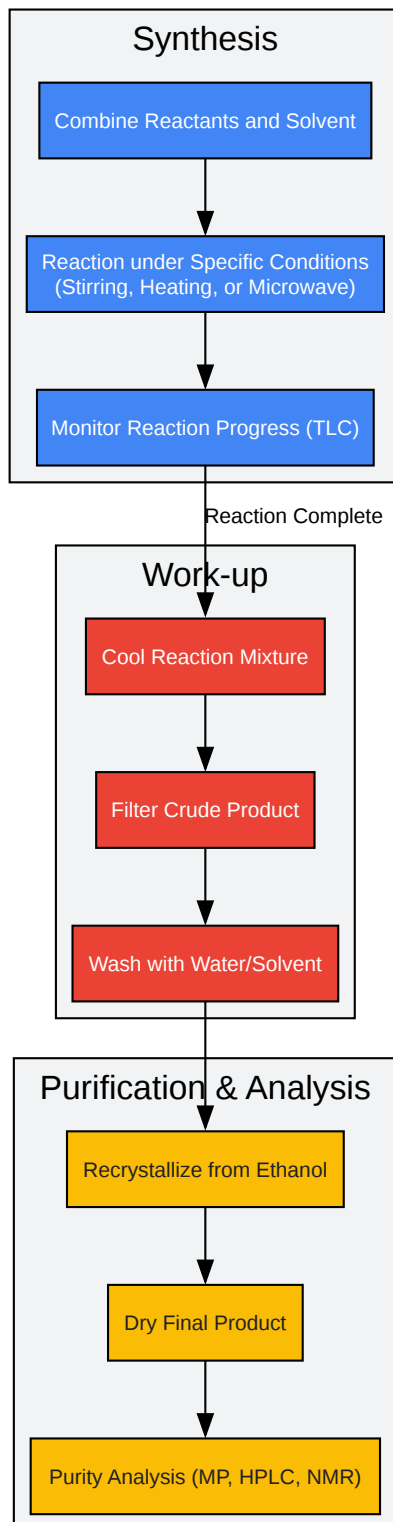 Synthesis
Combine Reactants and Solvent
Reaction under Specific Conditions
(Stirring, Heating, or Microwave)
Monitor Reaction Progress (TLC)
Reaction Complete
Work-up
Cool Reaction Mixture
Filter Crude Product
Wash with Water/Solvent
Purification & Analysis
Recrystallize from Ethanol
Dry Final Product
Purity Analysis (MP, HPLC, NMR)